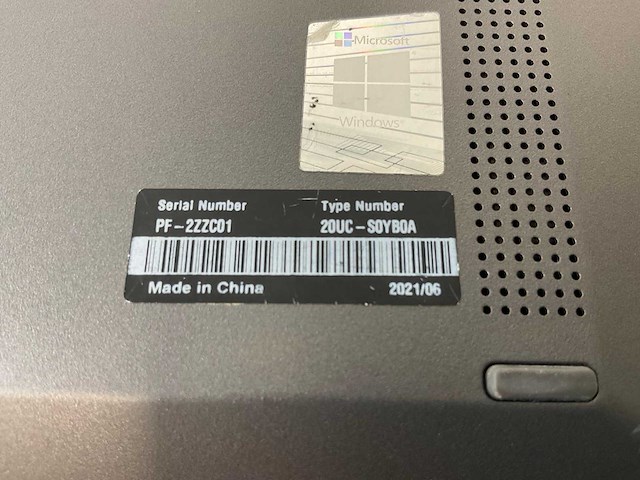 Microsoft
Windows®
Serial Number Type Number
PF-2ZZC01 20UC-S0YB0A
Made in China 2021/06